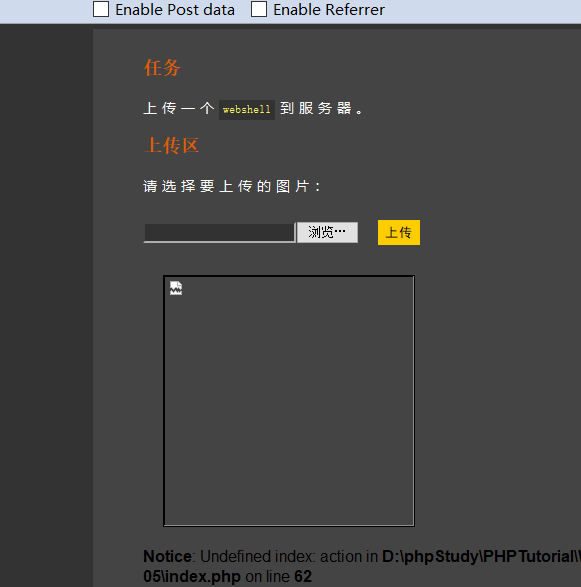 Enable Post data Enable Referrer
任务
上传一个 webshell 到服务器。
上传区
请选择要上传的图片：
浏览… 上传
Notice: Undefined index: action in D:\phpStudy\PHPTutorial\
05\index.php on line 62